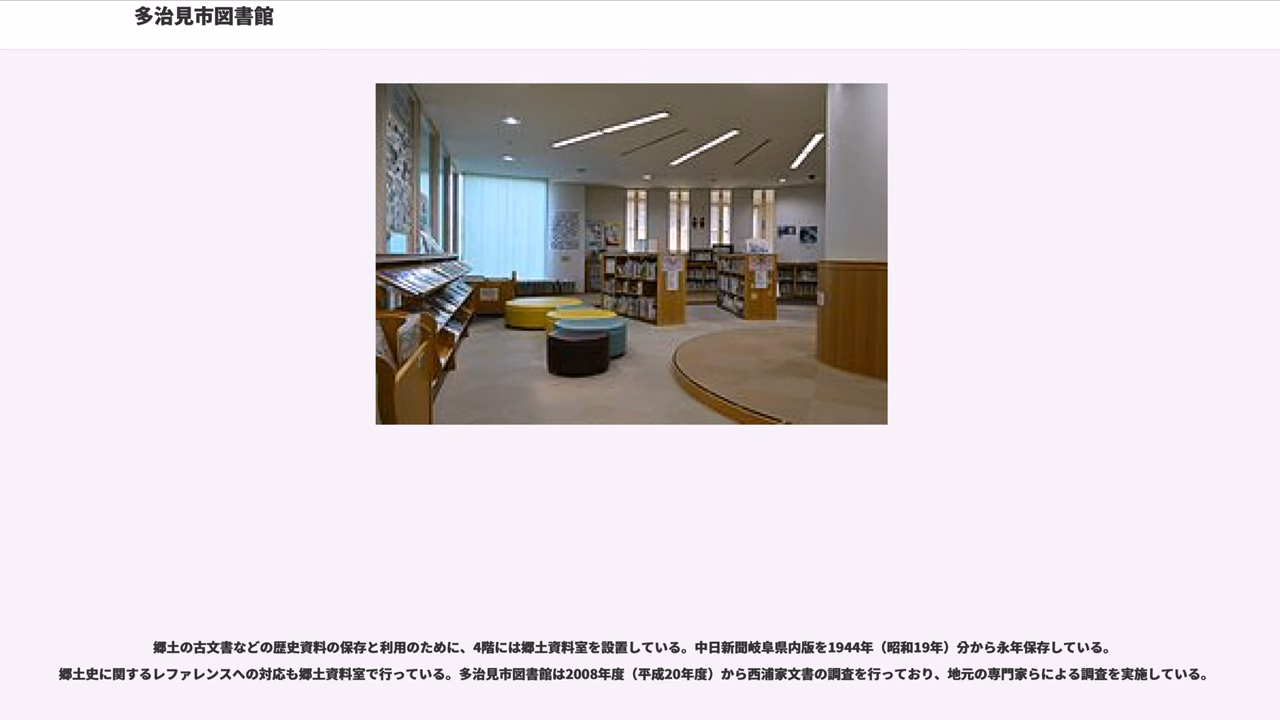 多治見市図書館
郷土の古文書などの歴史資料の保存と利用のために、4階には郷土資料室を設置している。中日新聞岐阜県内版を1944年（昭和19年）分から永年保存している。
郷土史に関するレファレンスへの対応も郷土資料室で行っている。多治見市図書館は2008年度（平成20年度）から西浦家文書の調査を行っており、地元の専門家らによる調査を実施している。